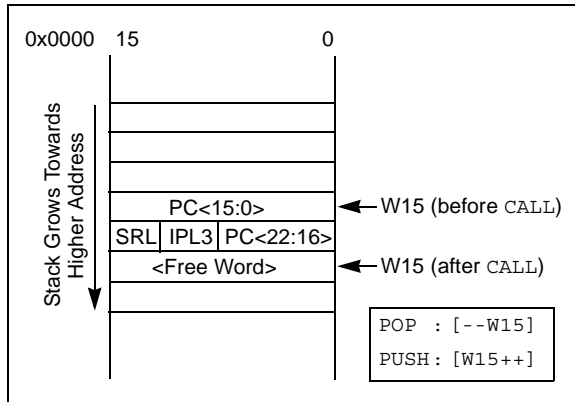 0x0000 15 0
Stack Grows Towards
Higher Address
PC<15:0>
W15 (before CALL)
SRL IPL3 PC<22:16>
<Free Word>
W15 (after CALL)
POP : [--W15]
PUSH : [W15++]